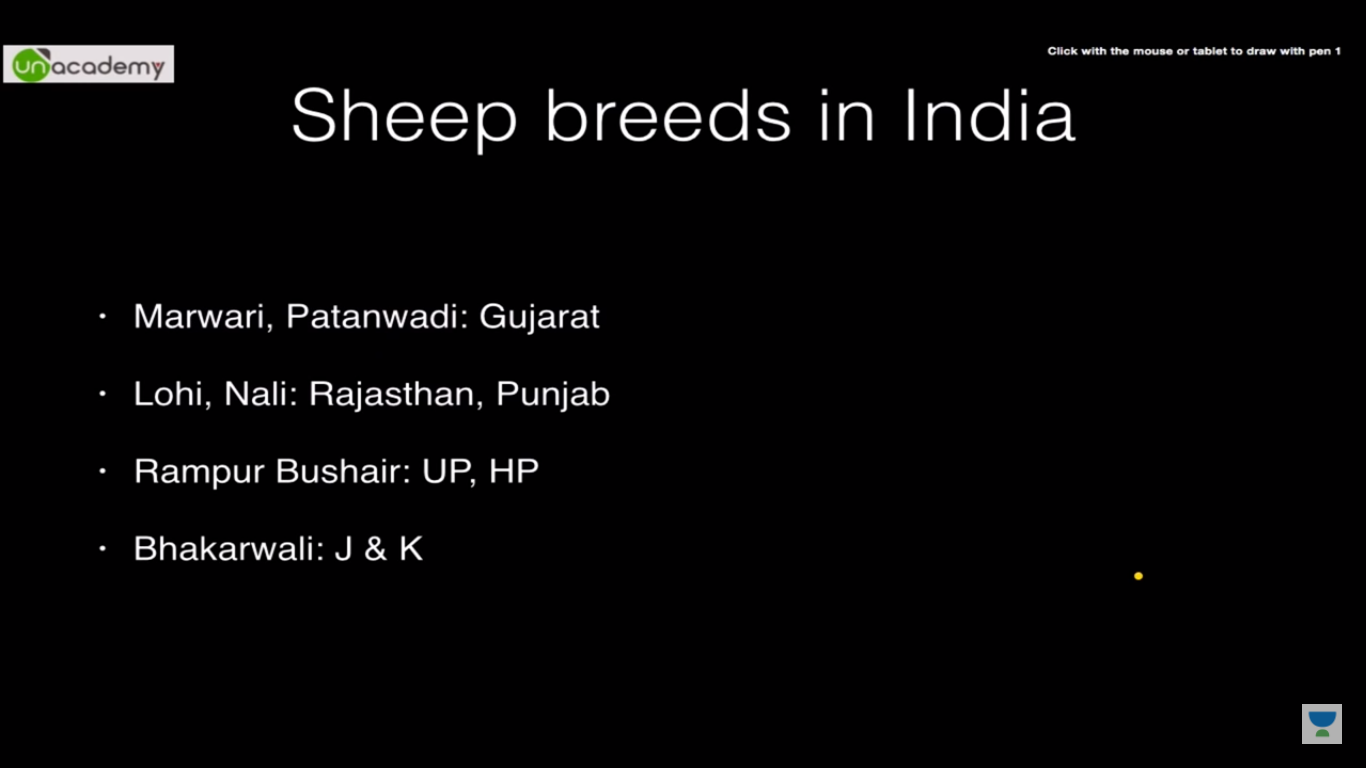 unacademy
Click with the mouse or tablet to draw with pen 1
Sheep breeds in India
· Marwari, Patanwadi: Gujarat
· Lohi, Nali: Rajasthan, Punjab
· Rampur Bushair: UP, HP
· Bhakarwali: J & K